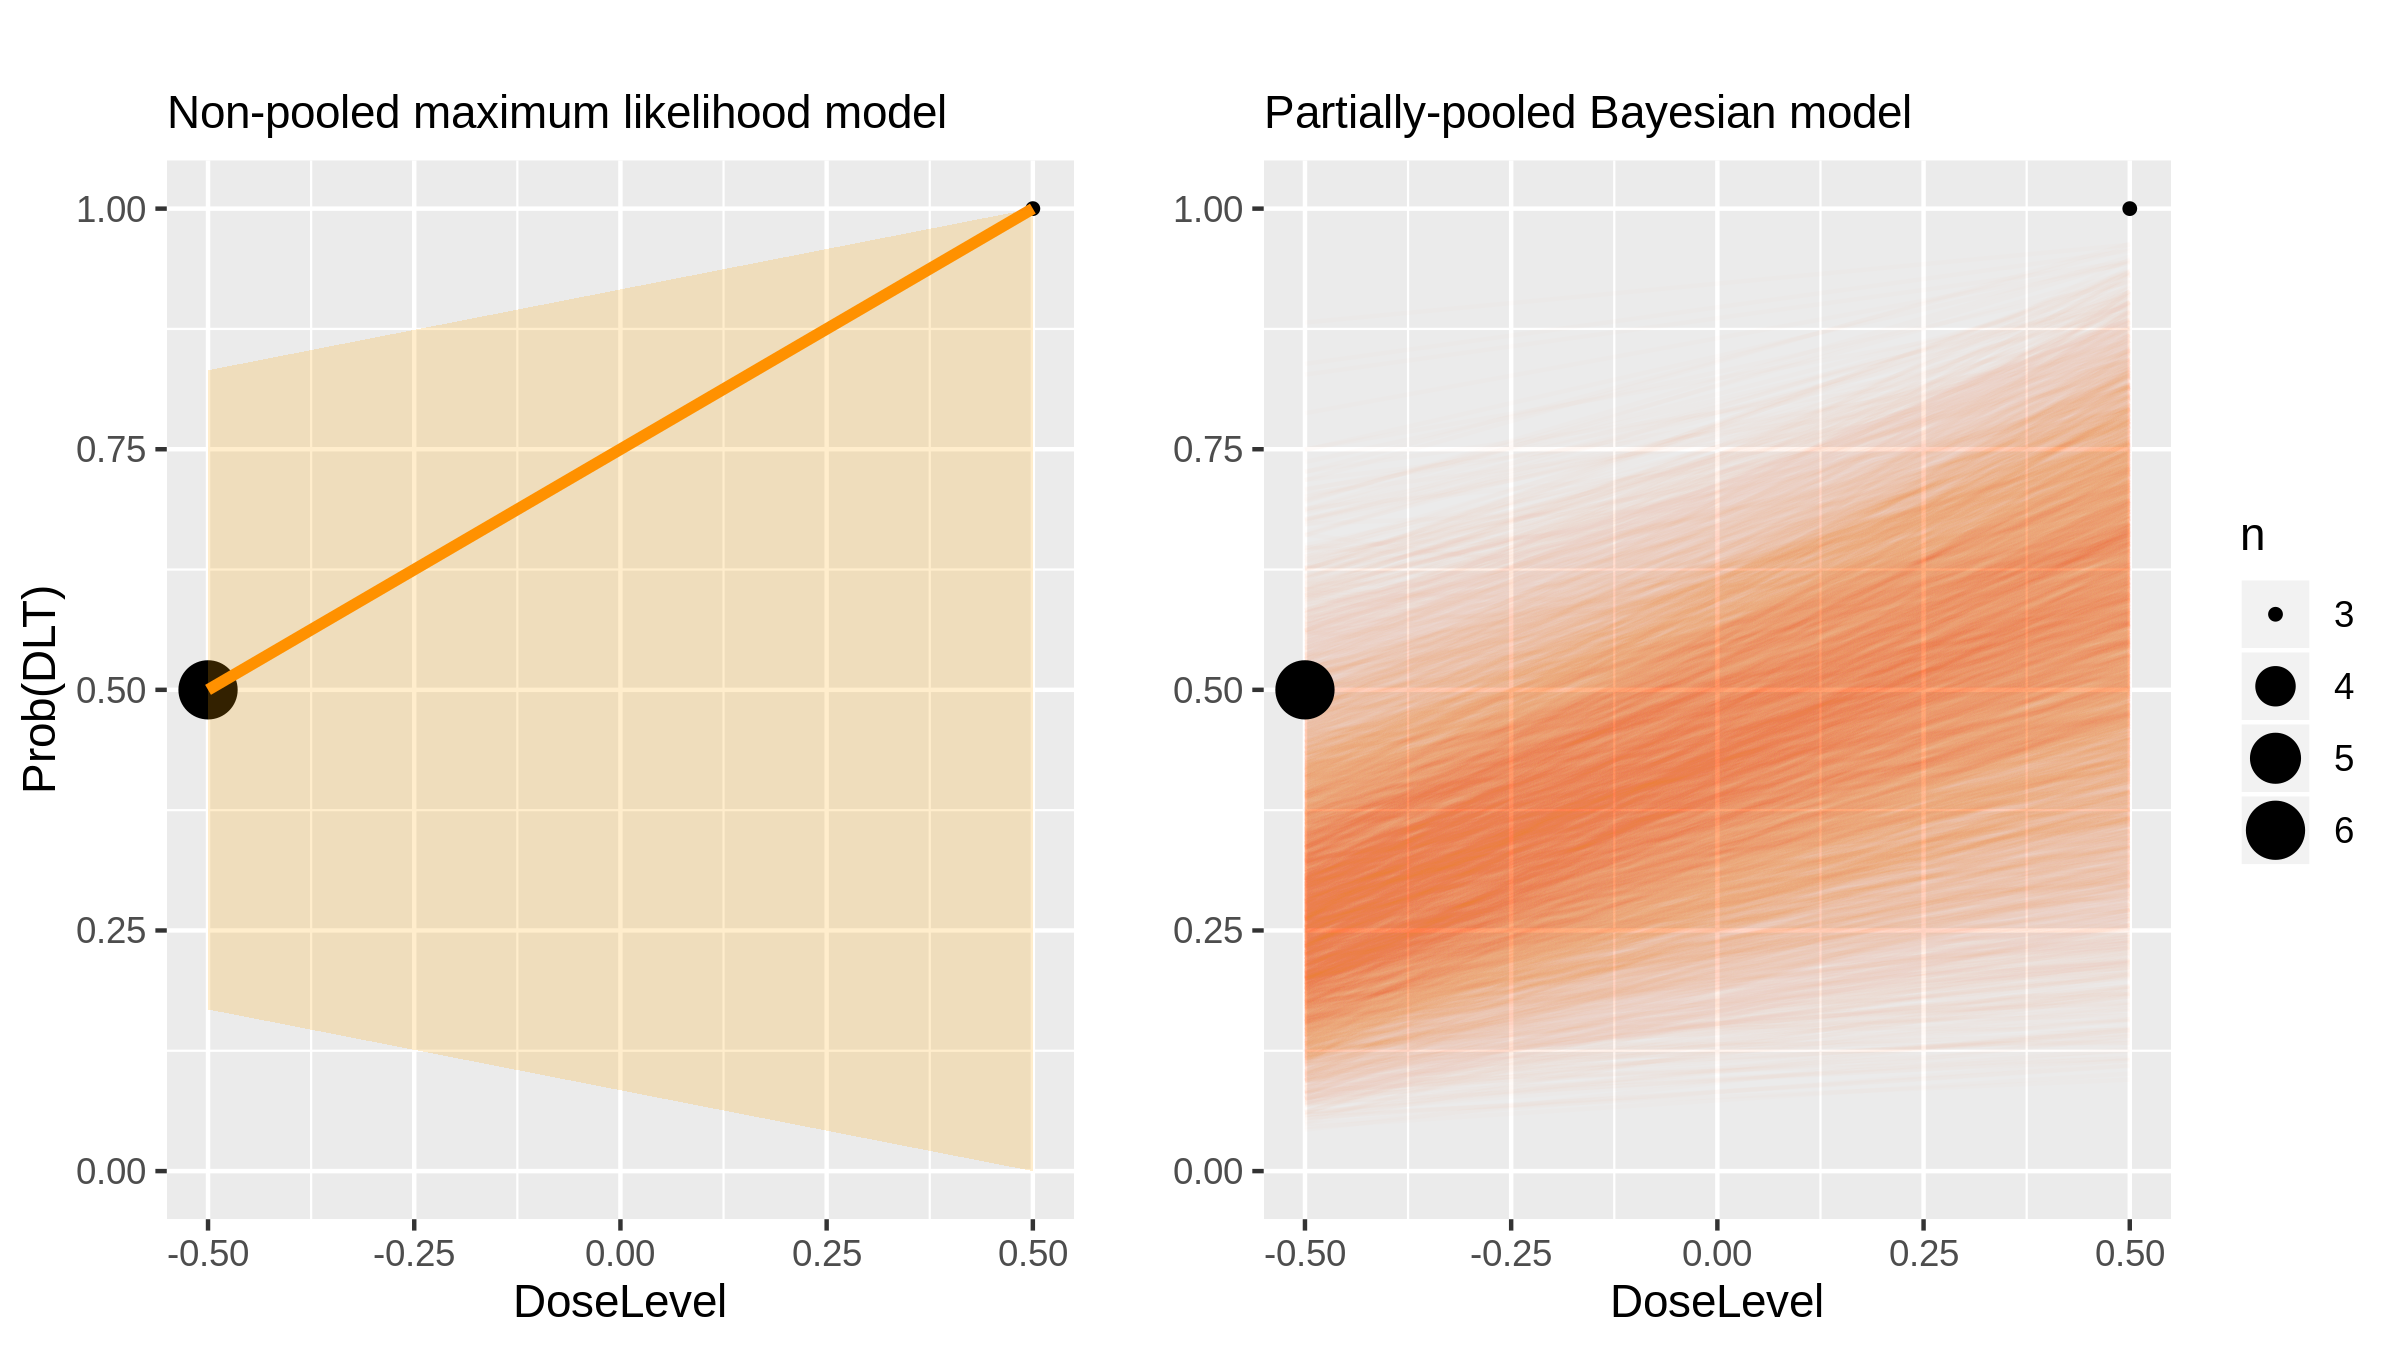 Non-pooled maximum likelihood model
Prob(DLT)
1.00
0.75
0.50
0.25
0.00
-0.50 -0.25 0.00 0.25 0.50
DoseLevel
Partially-pooled Bayesian model
1.00
0.75
0.50
0.25
0.00
-0.50 -0.25 0.00 0.25 0.50
DoseLevel
n
3
4
5
6